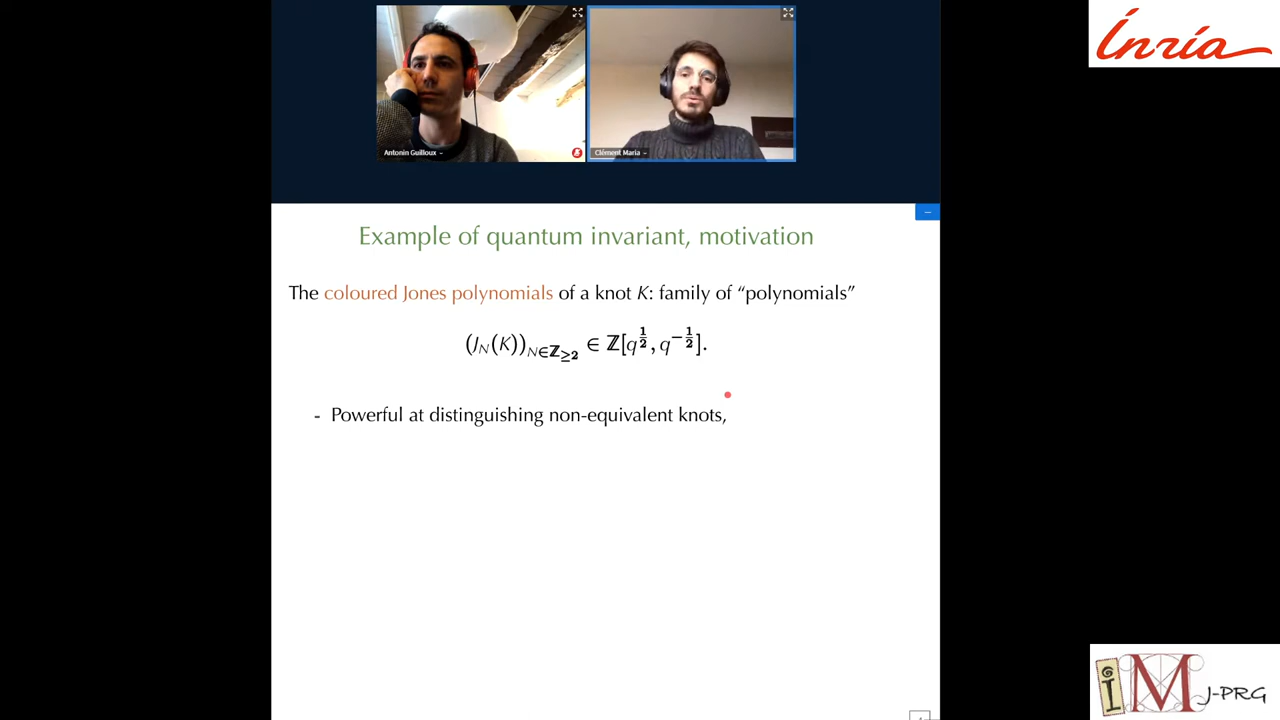 Inria
Antonin Guilloux
Clément Maria
Example of quantum invariant, motivation
The coloured Jones polynomials of a knot K: family of “polynomials”
(J_N(K))_{N∈ℤ≥2} ∈ ℤ[q^{1/2}, q^{-1/2}].
- Powerful at distinguishing non-equivalent knots,
iMJ-PRG